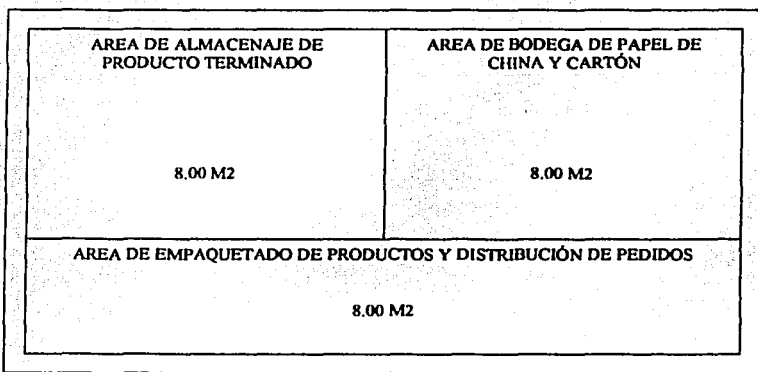 AREA DE ALMACENAJE DE
PRODUCTO TERMINADO
8.00 M2
AREA DE BODEGA DE PAPEL DE
CHINA Y CARTÓN
8.00 M2
AREA DE EMPAQUETADO DE PRODUCTOS Y DISTRIBUCIÓN DE PEDIDOS
8.00 M2